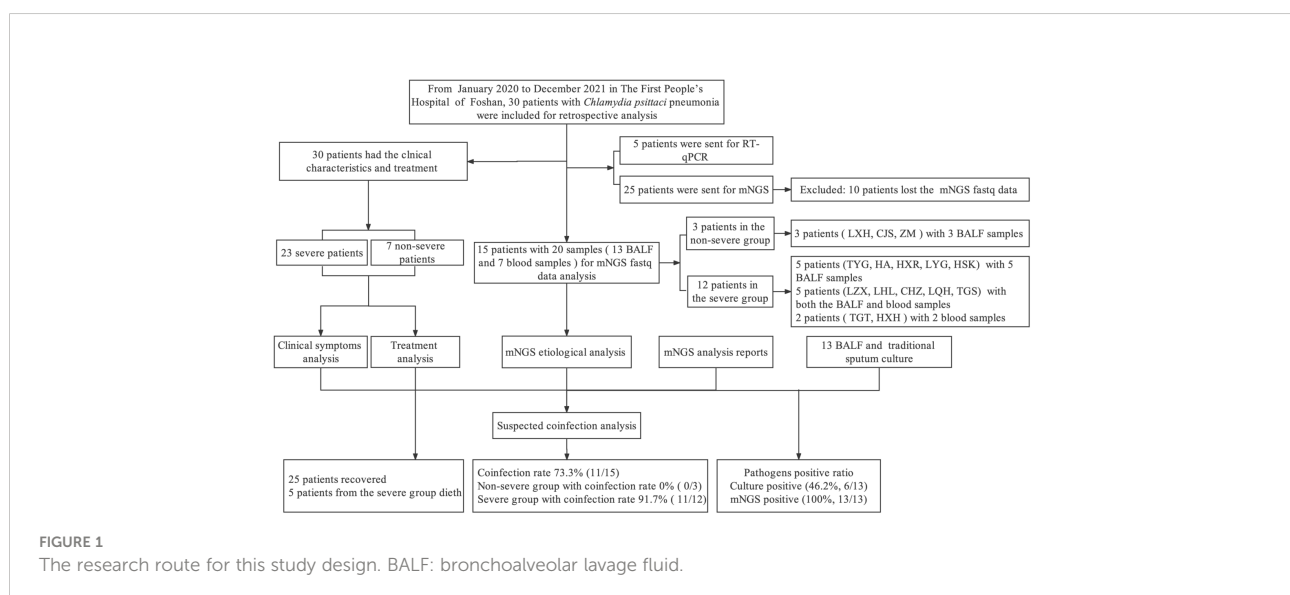 From January 2020 to December 2021 in The First People's
Hospital of Foshan, 30 patients with Chlamydia psittaci pneumonia
were included for retrospective analysis
30 patients had the clnical
characteristics and treatment
5 patients were sent for RT-
qPCR
25 patients were sent for mNGS
Excluded: 10 patients lost the mNGS fastq data
23 severe patients
7 non-severe
patients
15 patients with 20 samples ( 13 BALF
and 7 blood samples ) for mNGS fastq
data analysis
3 patients in the
non-severe group
3 patients ( LXH, CJS, ZM ) with 3 BALF samples
12 patients in
the severe group
5 patients (TYG, HA, HXR, LYG, HSK) with 5
BALF samples
5 patients (LZX, LHL, CHZ, LQH, TGS) with
both the BALF and blood samples
2 patients ( TGT, HXH ) with 2 blood samples
Clinical symptoms
analysis
Treatment
analysis
mNGS etiological analysis
mNGS analysis reports
13 BALF and traditional
sputum culture
Suspected coinfection analysis
25 patients recovered
5 patients from the severe group dieth
Coinfection rate 73.3% (11/15)
Non-severe group with coinfection rate 0% ( 0/3)
Severe group with coinfection rate 91.7% ( 11/12)
Pathogens positive ratio
Culture positive (46.2%, 6/13)
mNGS positive (100%, 13/13)
FIGURE 1
The research route for this study design. BALF: bronchoalveolar lavage fluid.